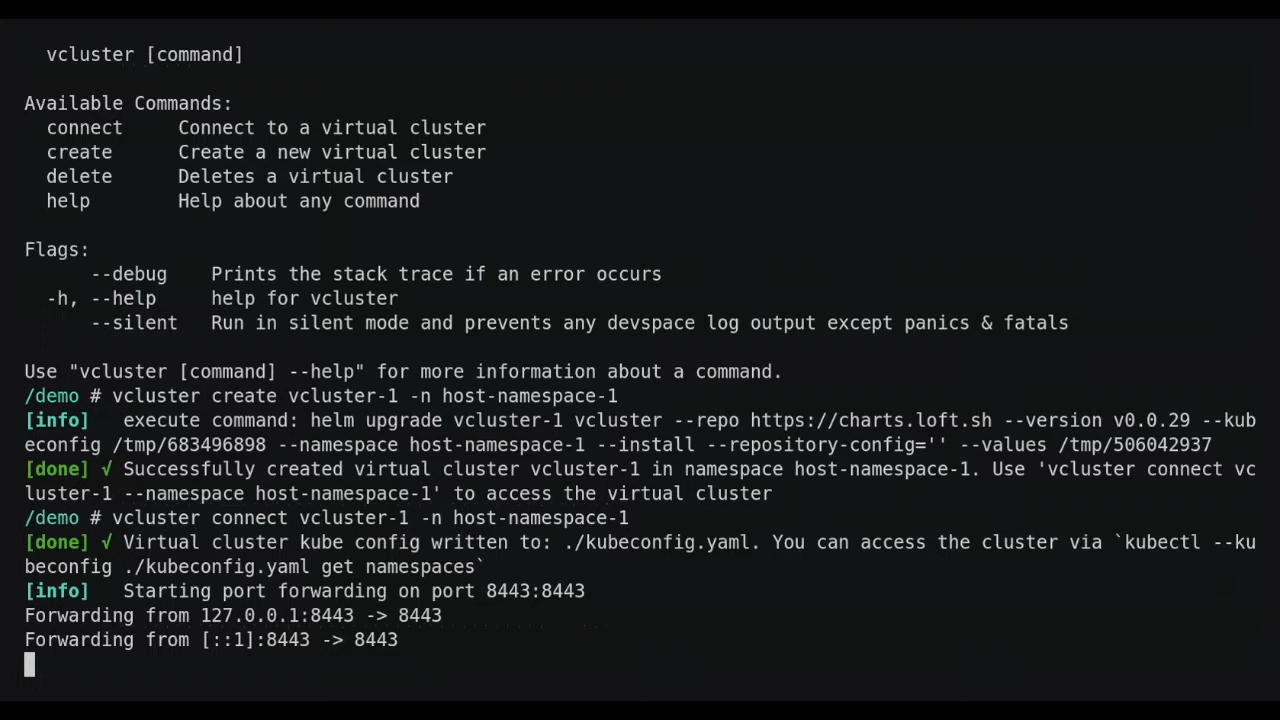 vcluster [command]
Available Commands:
connect     Connect to a virtual cluster
create      Create a new virtual cluster
delete      Deletes a virtual cluster
help        Help about any command
Flags:
--debug    Prints the stack trace if an error occurs
-h, --help     help for vcluster
--silent   Run in silent mode and prevents any devspace log output except panics & fatals
Use "vcluster [command] --help" for more information about a command.
/demo # vcluster create vcluster-1 -n host-namespace-1
[info]   execute command: helm upgrade vcluster-1 vcluster --repo https://charts.loft.sh --version v0.0.29 --kub
econfig /tmp/683496898 --namespace host-namespace-1 --install --repository-config='' --values /tmp/506042937
[done] √ Successfully created virtual cluster vcluster-1 in namespace host-namespace-1. Use 'vcluster connect vc
luster-1 --namespace host-namespace-1' to access the virtual cluster
/demo # vcluster connect vcluster-1 -n host-namespace-1
[done] √ Virtual cluster kube config written to: ./kubeconfig.yaml. You can access the cluster via `kubectl --ku
beconfig ./kubeconfig.yaml get namespaces`
[info]   Starting port forwarding on port 8443:8443
Forwarding from 127.0.0.1:8443 -> 8443
Forwarding from [::1]:8443 -> 8443